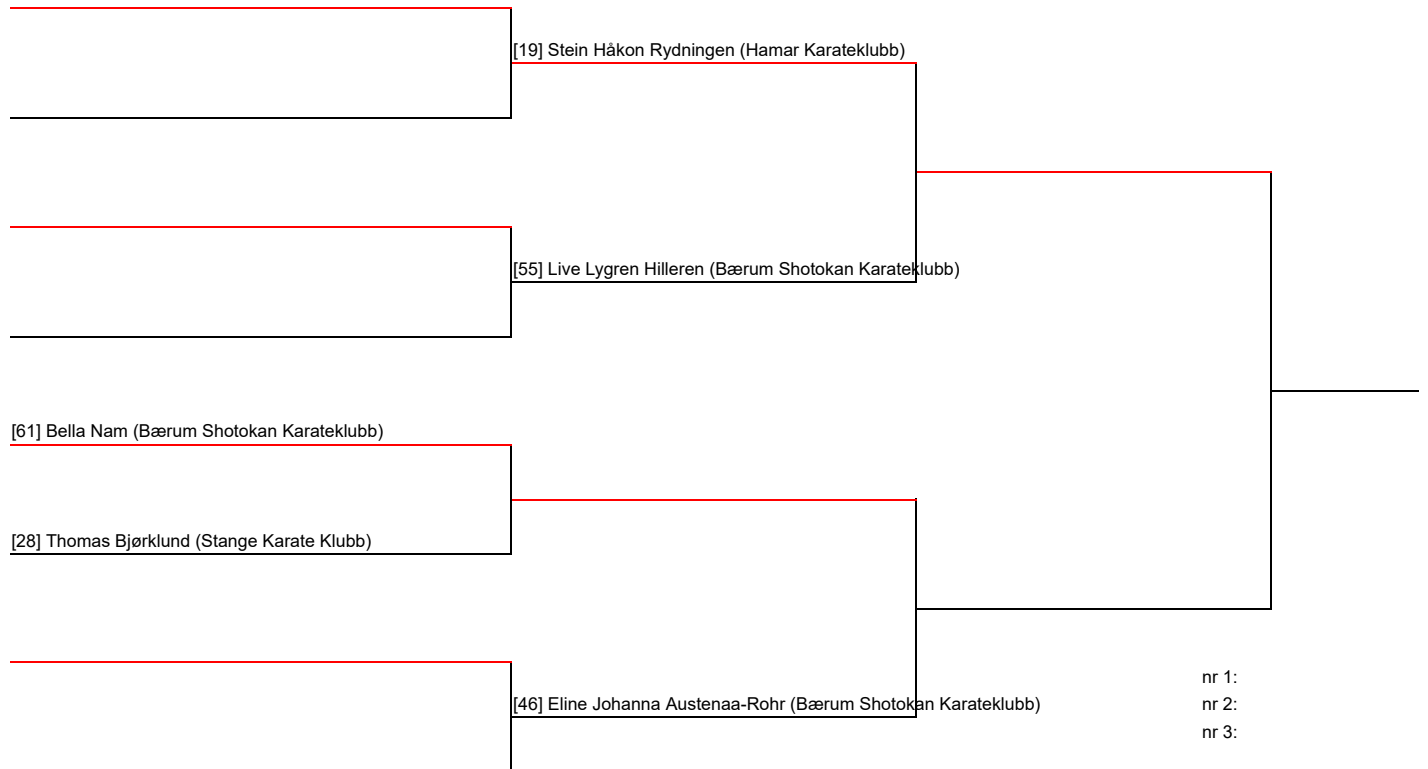 [19] Stein Håkon Rydningen (Hamar Karateklubb)
[55] Live Lygren Hilleren (Bærum Shotokan Karateklubb)
[61] Bella Nam (Bærum Shotokan Karateklubb)
[28] Thomas Bjørklund (Stange Karate Klubb)
[46] Eline Johanna Austenaa-Rohr (Bærum Shotokan Karateklubb)
nr 1:
nr 2:
nr 3: